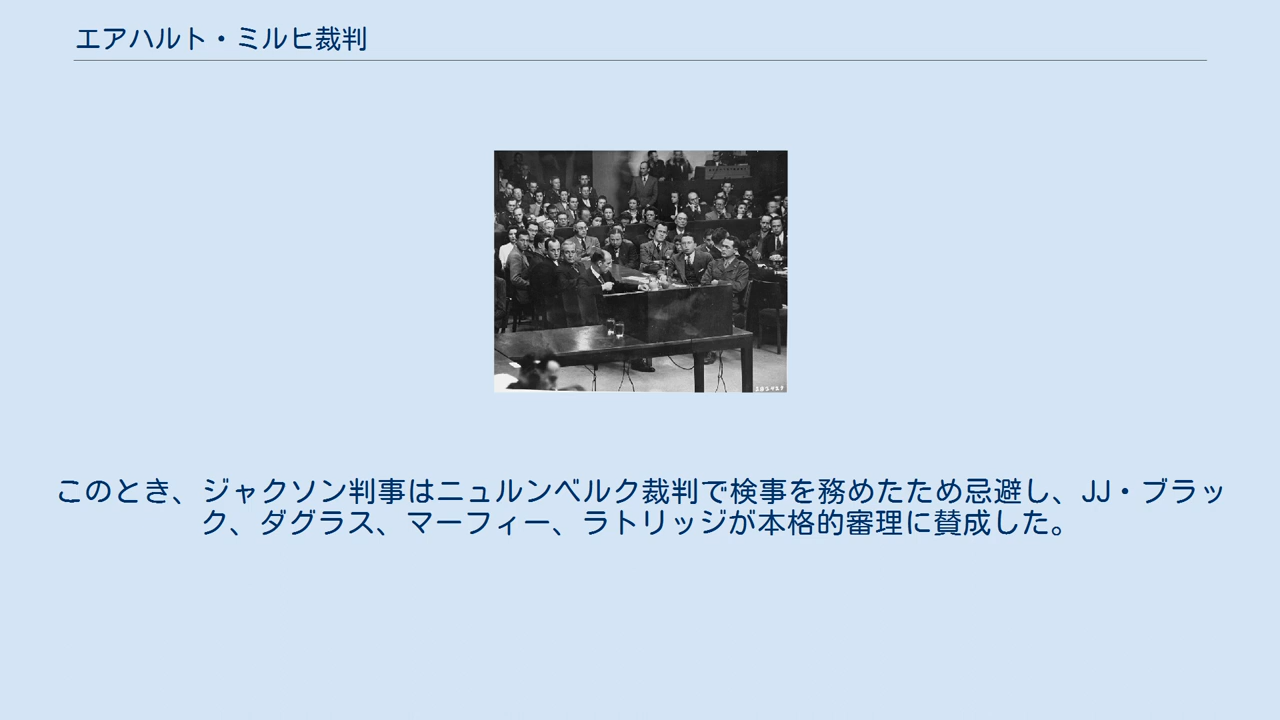 エアハルト・ミルヒ裁判
このとき、ジャクソン判事はニュルンベルク裁判で検事を務めたため忌避し、JJ・ブラッ
ク、ダグラス、マーフィー、ラトリッジが本格的審理に賛成した。